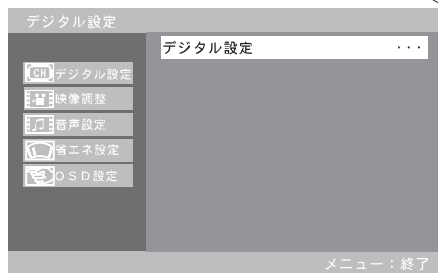 デジタル設定
デジタル設定 ・・・
CH デジタル設定
映像調整
音声設定
省エネ設定
OSD設定
メニュー：終了